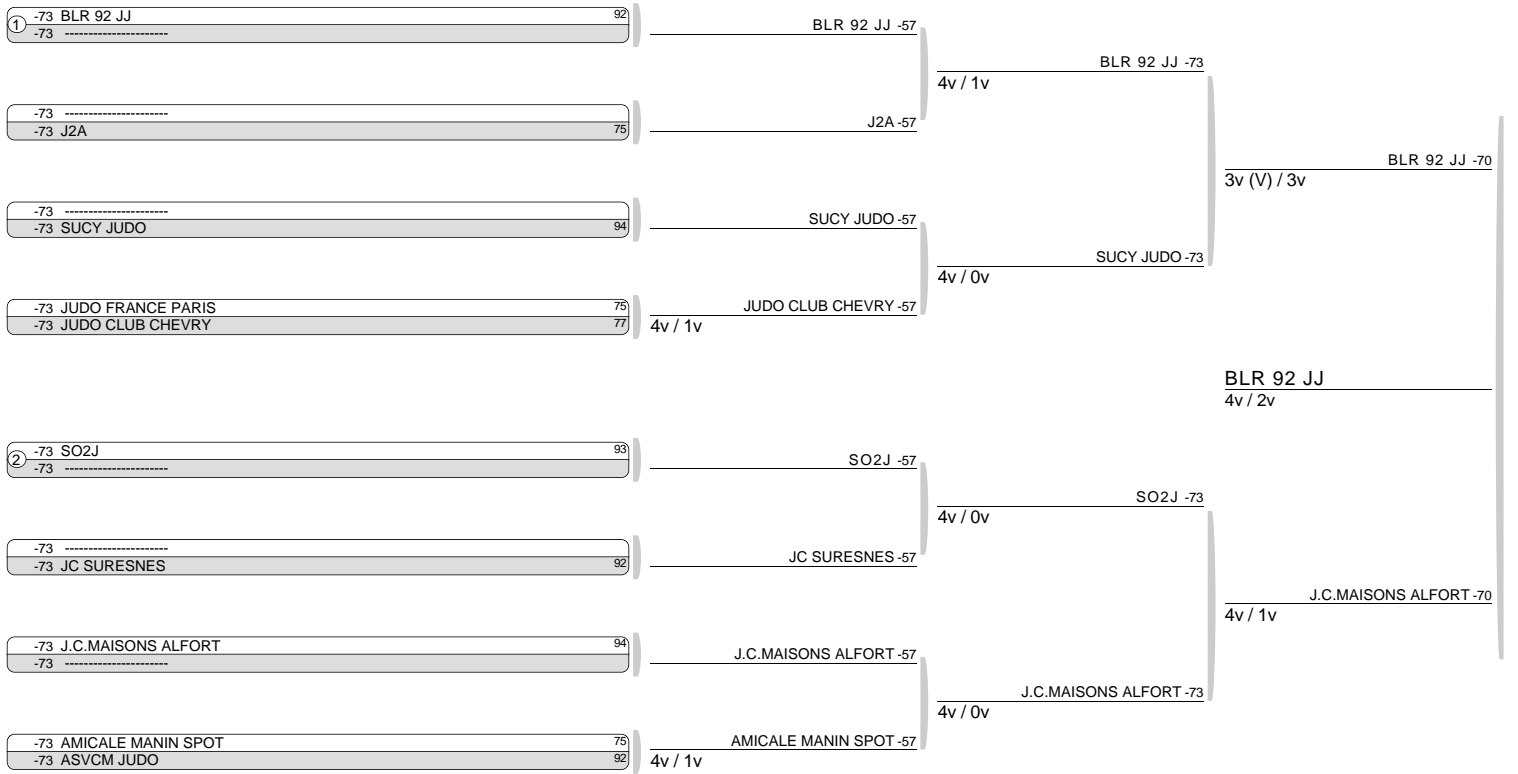 1 -73 BLR 92 JJ 92
-73 ----------------------
-73 ----------------------
-73 J2A 75
-73 ----------------------
-73 SUCY JUDO 94
-73 JUDO FRANCE PARIS 75
-73 JUDO CLUB CHEVRY 77
2 -73 SO2J 93
-73 ----------------------
-73 ----------------------
-73 JC SURESNES 92
-73 J.C.MAISONS ALFORT 94
-73 ----------------------
-73 AMICALE MANIN SPOT 75
-73 ASVCM JUDO 92
BLR 92 JJ -57
J2A -57
SUCY JUDO -57
JUDO CLUB CHEVRY -57
4v / 1v
SO2J -57
JC SURESNES -57
J.C.MAISONS ALFORT -57
AMICALE MANIN SPOT -57
4v / 1v
BLR 92 JJ -73
4v / 1v
SUCY JUDO -73
4v / 0v
SO2J -73
4v / 0v
J.C.MAISONS ALFORT -73
4v / 0v
BLR 92 JJ -70
3v (V) / 3v
BLR 92 JJ
4v / 2v
J.C.MAISONS ALFORT -70
4v / 1v